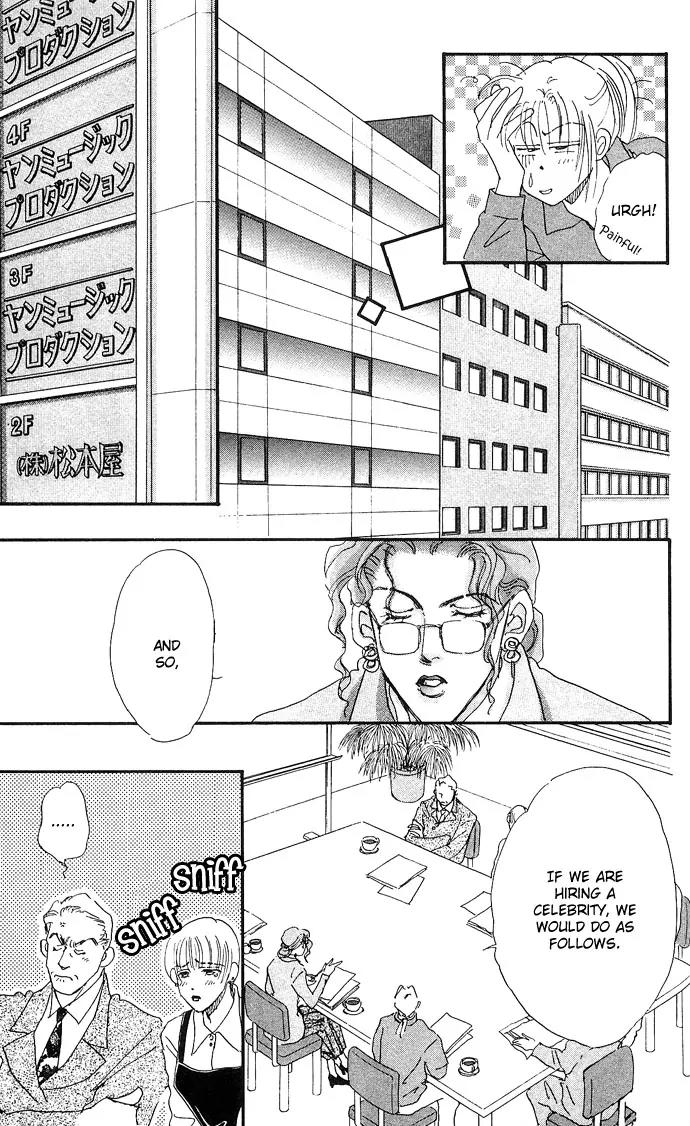 ヤンミュージック
プロダクション
4F
ヤンミュージック
プロダクション
3F
ヤンミュージック
プロダクション
2F
(株)松本屋
URGH!
Painful!
AND
SO,
IF WE ARE
HIRING A
CELEBRITY, WE
WOULD DO AS
FOLLOWS.
.....
sniff
sniff